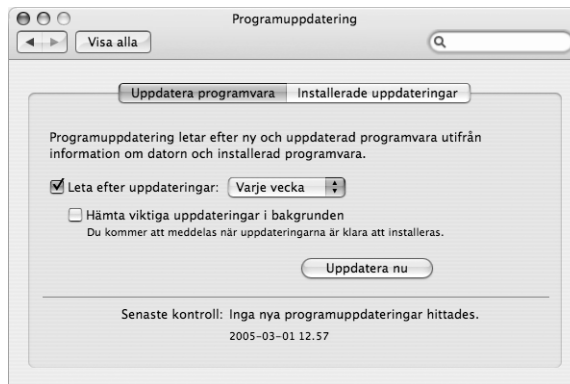 Programuppdatering
Visa alla
Uppdatera programvara Installerade uppdateringar
Programuppdatering letar efter ny och uppdaterad programvara utifrån
information om datorn och installerad programvara.
Leta efter uppdateringar: Varje vecka
Hämta viktiga uppdateringar i bakgrunden
Du kommer att meddelas när uppdateringarna är klara att installeras.
Uppdatera nu
Senaste kontroll: Inga nya programuppdateringar hittades.
2005-03-01 12.57